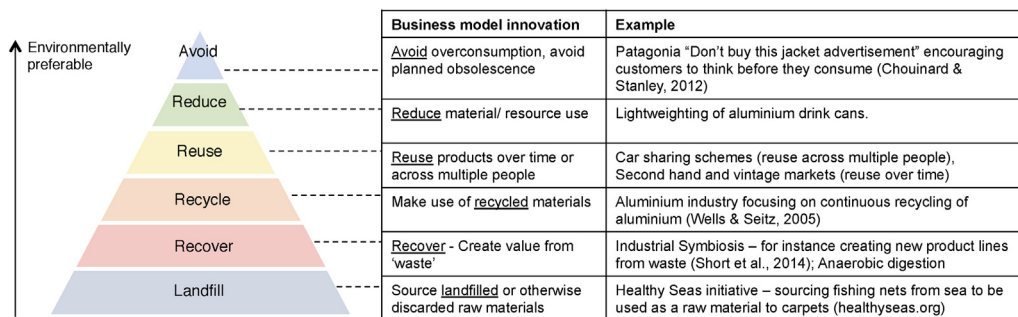 Environmentally
preferable
Avoid
Reduce
Reuse
Recycle
Recover
Landfill
Business model innovation
Example
Avoid overconsumption, avoid
planned obsolescence
Patagonia “Don’t buy this jacket advertisement” encouraging
customers to think before they consume (Chouinard &
Stanley, 2012)
Reduce material/ resource use
Lightweighting of aluminium drink cans.
Reuse products over time or
across multiple people
Car sharing schemes (reuse across multiple people),
Second hand and vintage markets (reuse over time)
Make use of recycled materials
Aluminium industry focusing on continuous recycling of
aluminium (Wells & Seitz, 2005)
Recover - Create value from
‘waste’
Industrial Symbiosis – for instance creating new product lines
from waste (Short et al., 2014); Anaerobic digestion
Source landfilled or otherwise
discarded raw materials
Healthy Seas initiative – sourcing fishing nets from sea to be
used as a raw material to carpets (healthyseas.org)